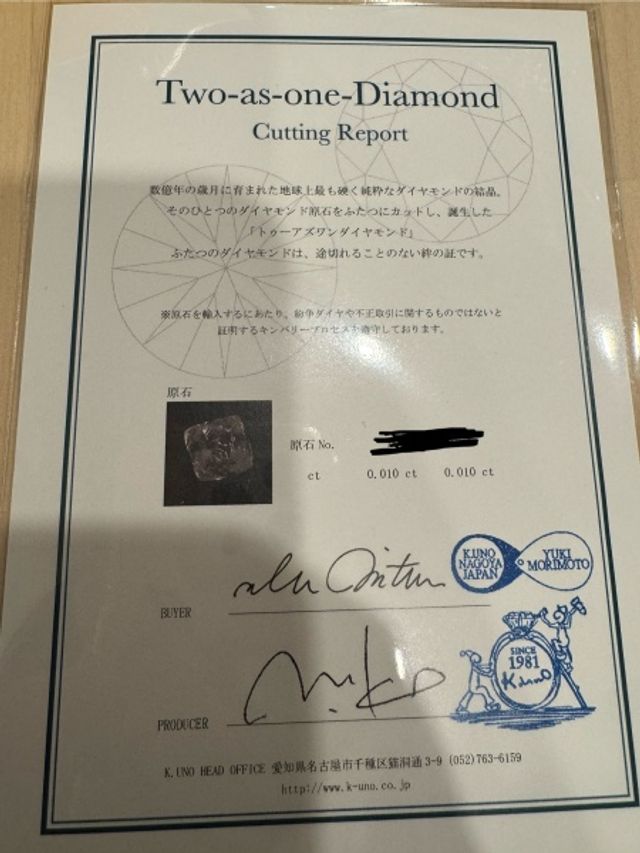 Two-as-one-Diamond
Cutting Report
数億年の歳月に育まれた地球上最も硬く純粋なダイヤモンドの結晶。
そのひとつのダイヤモンド原石をふたつにカットし、誕生した
「トゥーアズワンダイヤモンド」
ふたつのダイヤモンドは、途切れることのない絆の証です。
※原石を輸入するにあたり、紛争ダイヤや不正取引に関するものではないと
証明するキンバリープロセスを遵守しております。
原石
原石 No.
ct 0.010 ct 0.010 ct
K.UNO NAGOYA JAPAN
YUKI MORIMOTO
BUYER
SINCE 1981
K.uno
PRODUCER
K.UNO HEAD OFFICE 愛知県名古屋市千種区猫洞通 3-9 (052)763-6159
http://www.k-uno.co.jp